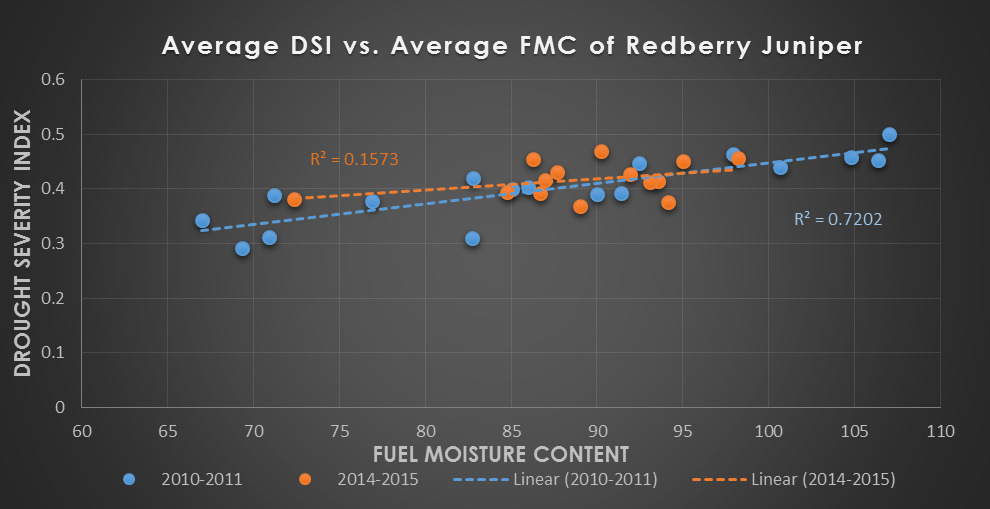 Average DSI vs. Average FMC of Redberry Juniper
DROUGHT SEVERITY INDEX
0.6
0.5
0.4
0.3
0.2
0.1
0
R² = 0.1573
R² = 0.7202
60 65 70 75 80 85 90 95 100 105 110
FUEL MOISTURE CONTENT
2010-2011 2014-2015 Linear (2010-2011) Linear (2014-2015)